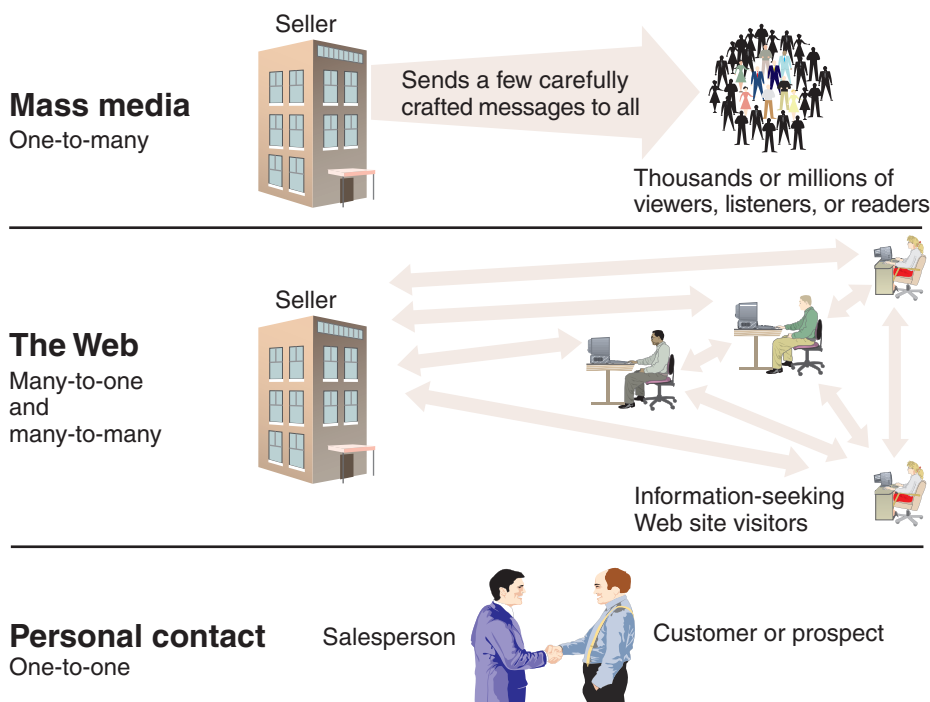 Seller
Mass media
One-to-many
Sends a few carefully
crafted messages to all
Thousands or millions of
viewers, listeners, or readers
Seller
The Web
Many-to-one
and
many-to-many
Information-seeking
Web site visitors
Personal contact
One-to-one
Salesperson
Customer or prospect